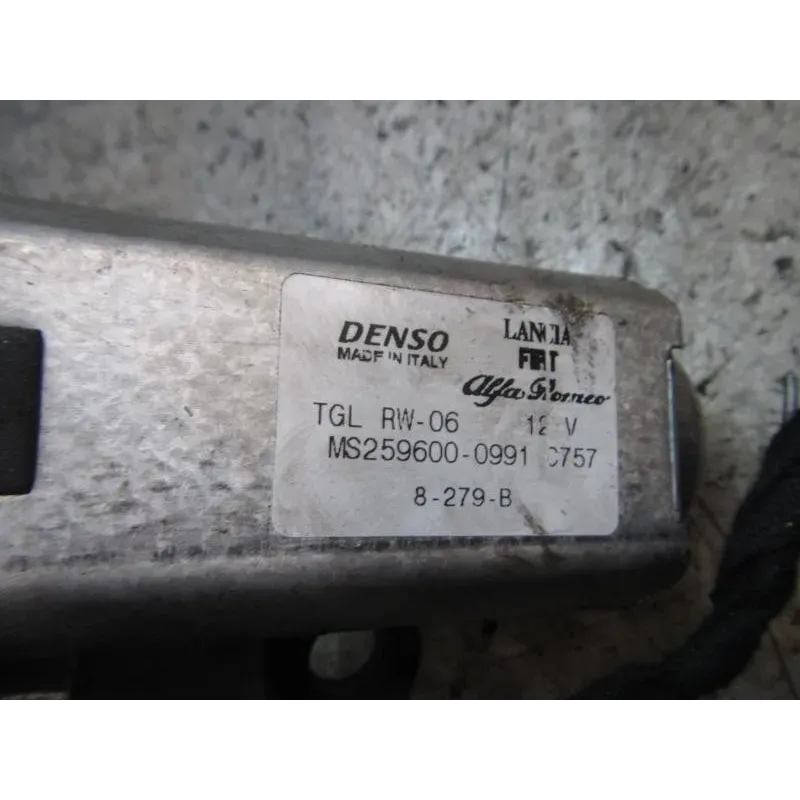 DENSO
MADE IN ITALY
LANCIA
FIAT
Alfa Romeo
TGL RW-06 12 V
MS259600-0991
8-279-B